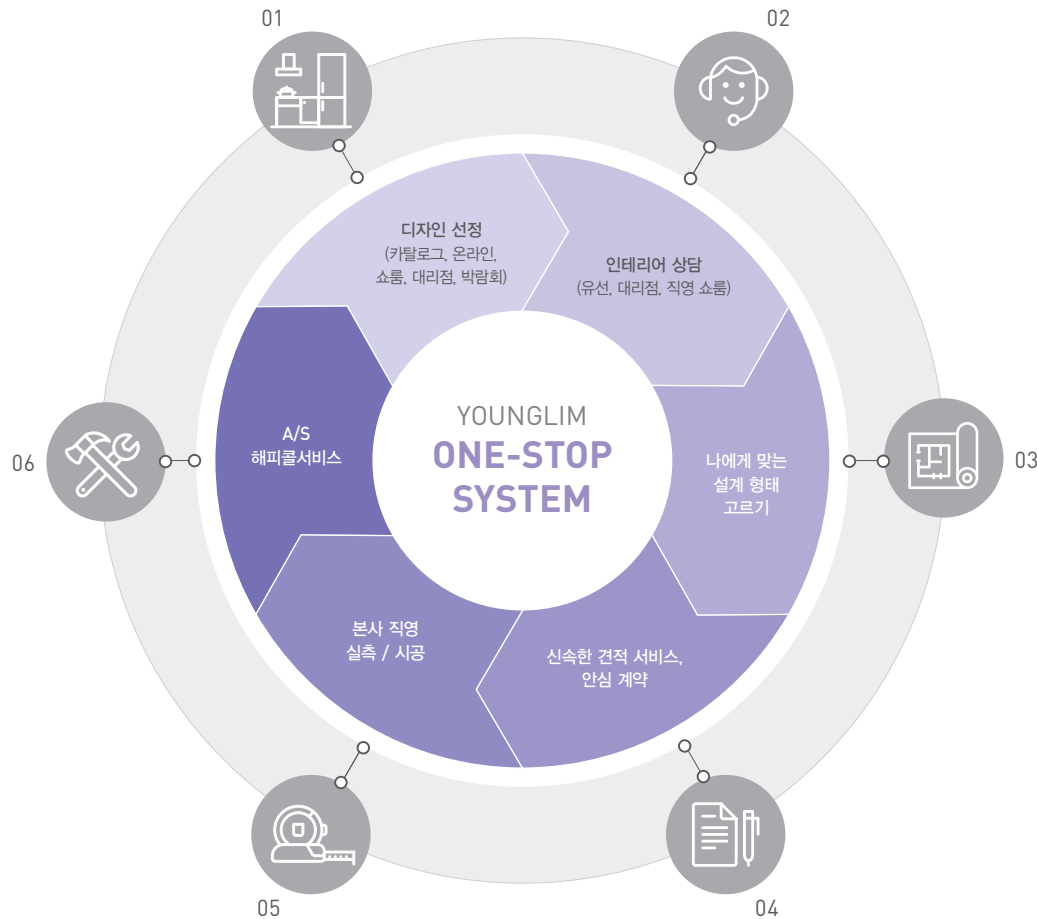 01
디자인 선정
(카탈로그, 온라인,
쇼룸, 대리점, 박람회)
02
인테리어 상담
(유선, 대리점, 직영 쇼룸)
03
나에게 맞는
설계 형태
고르기
04
신속한 견적 서비스,
안심 계약
05
본사 직영
실측 / 시공
06
A/S
해피콜서비스
YOUNGLIM
ONE-STOP
SYSTEM